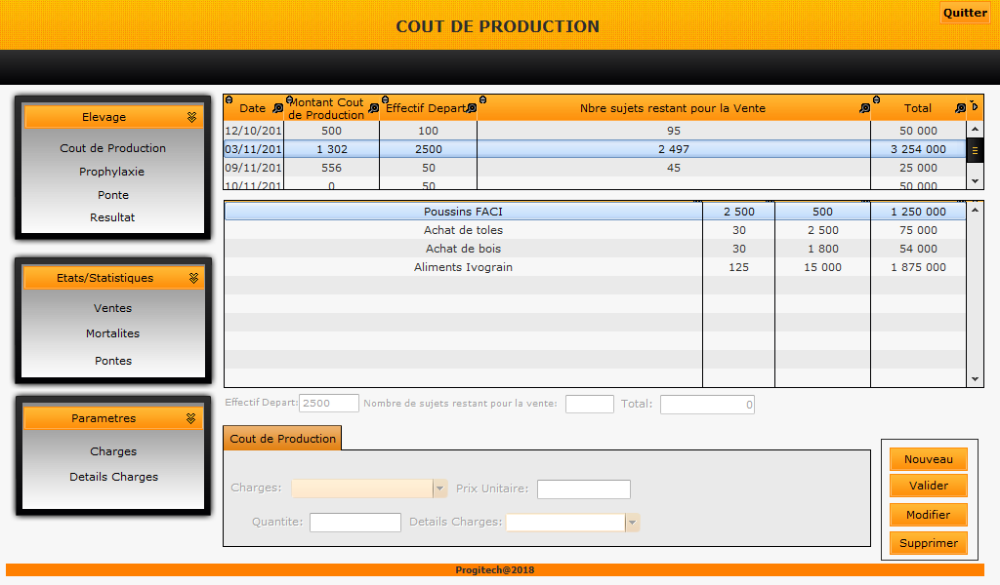 COUT DE PRODUCTION
Quitter
Elevage
Cout de Production
Prophylaxie
Ponte
Resultat
Etats/Statistiques
Ventes
Mortalites
Pontes
Parametres
Charges
Details Charges
Date Montant Cout de Production Effectif Depart Nbre sujets restant pour la Vente Total
12/10/201 500 100 95 50 000
03/11/201 1 302 2500 2 497 3 254 000
09/11/201 556 50 45 25 000
10/11/201 0 50 50 000
Poussins FACI 2 500 500 1 250 000
Achat de toles 30 2 500 75 000
Achat de bois 30 1 800 54 000
Aliments Ivograin 125 15 000 1 875 000
Effectif Depart: 2500 Nombre de sujets restant pour la vente: Total: 0
Cout de Production
Charges: Prix Unitaire:
Quantite: Details Charges:
Nouveau
Valider
Modifier
Supprimer
Progitech@2018